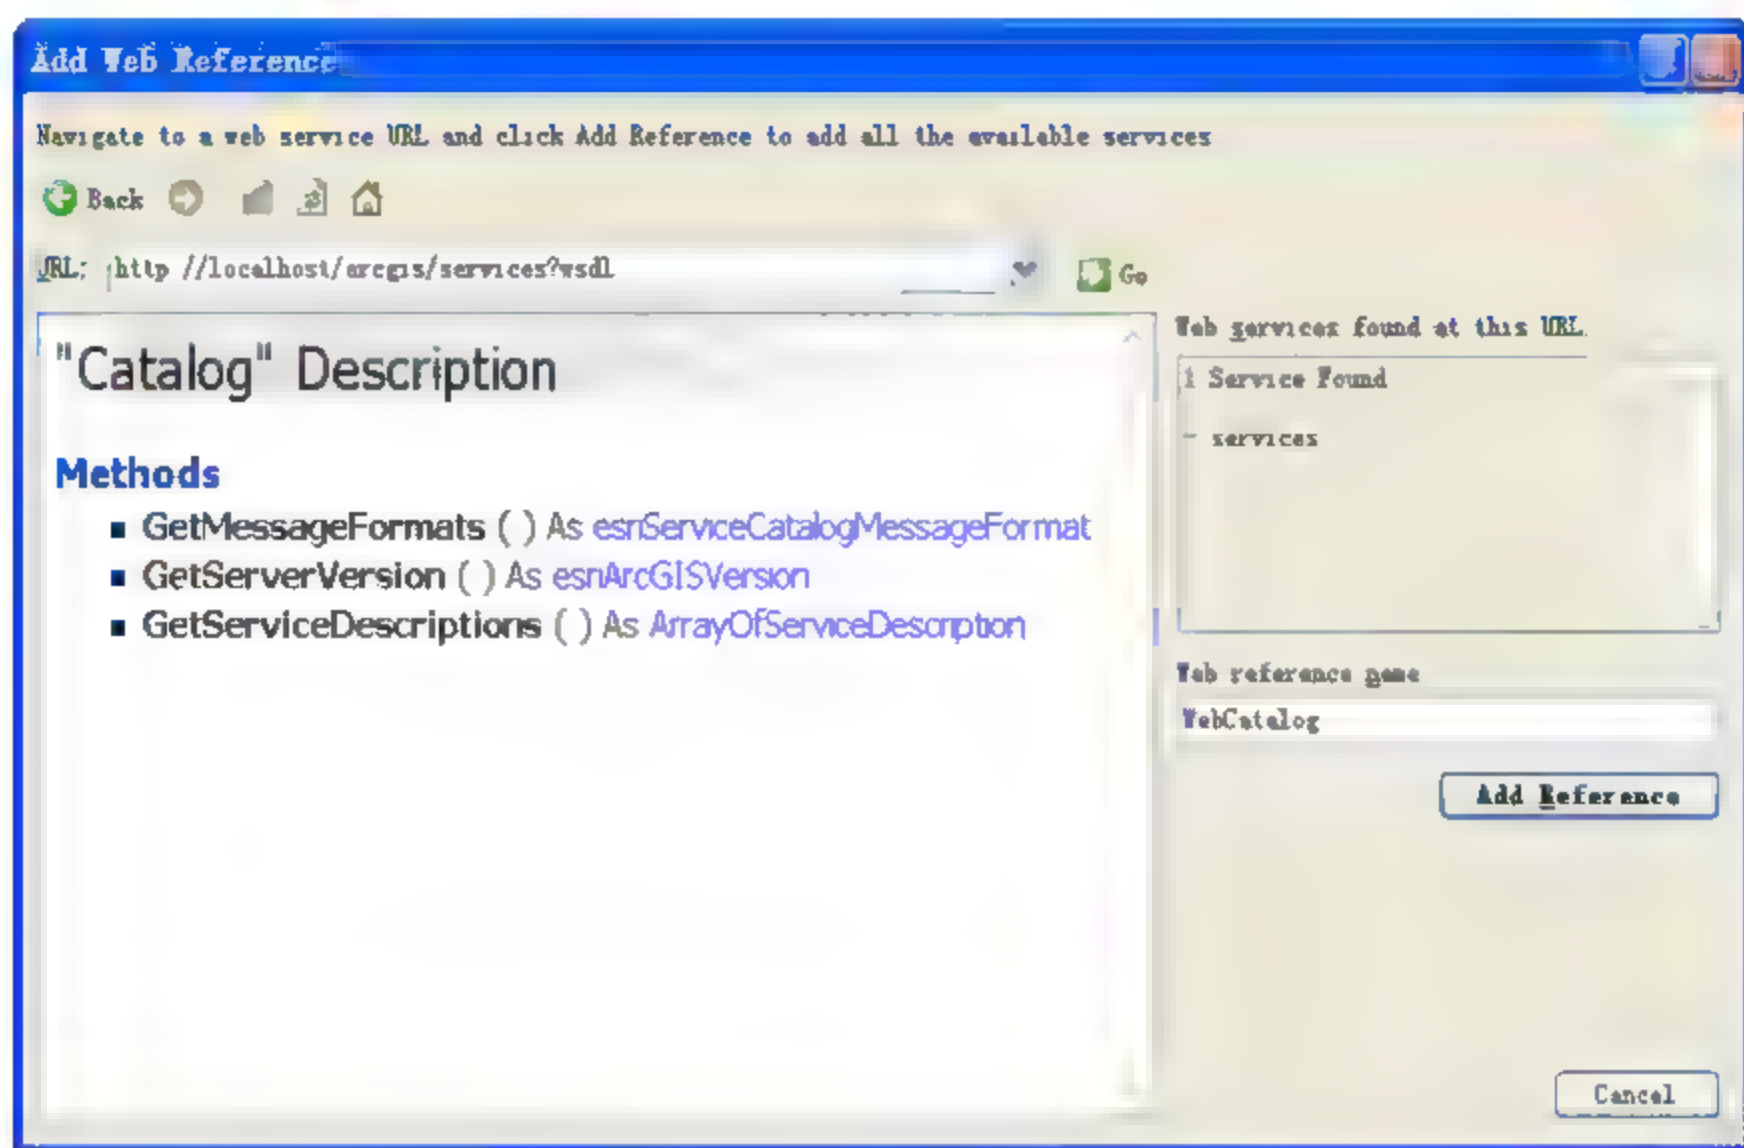 Add Web Reference
Navigate to a web service URL and click Add Reference to add all the available services
Back
URL: http //localhost/arcgis/services?wsdl
Go
"Catalog" Description
Methods
GetMessageFormats ( ) As esriServiceCatalogMessageFormat
GetServerVersion ( ) As esriArcGISVersion
GetServiceDescriptions ( ) As ArrayOfServiceDescription
Web services found at this URL
1 Service Found
- services
Web reference name
WebCatalog
Add Reference
Cancel